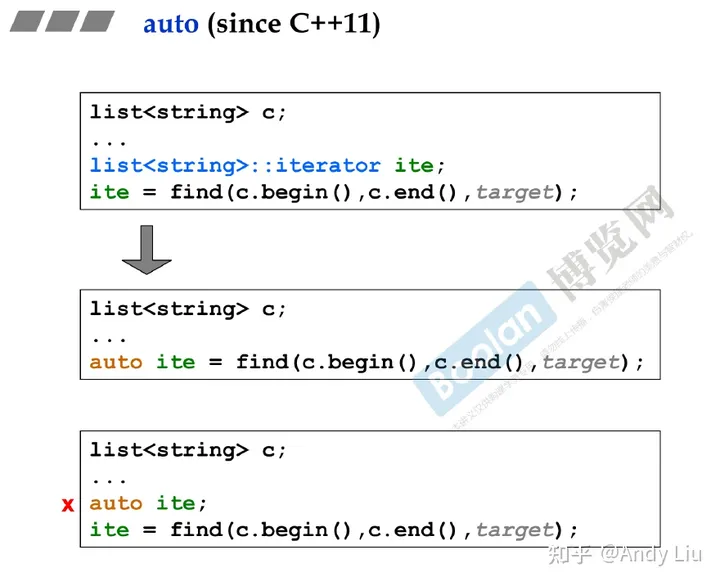 auto (since C++11)
list<string> c;
...
list<string>::iterator ite;
ite = find(c.begin(),c.end(),target);
list<string> c;
...
auto ite = find(c.begin(),c.end(),target);
list<string> c;
...
x auto ite;
ite = find(c.begin(),c.end(),target);
Boolan 博览网
知乎 @Andy Liu